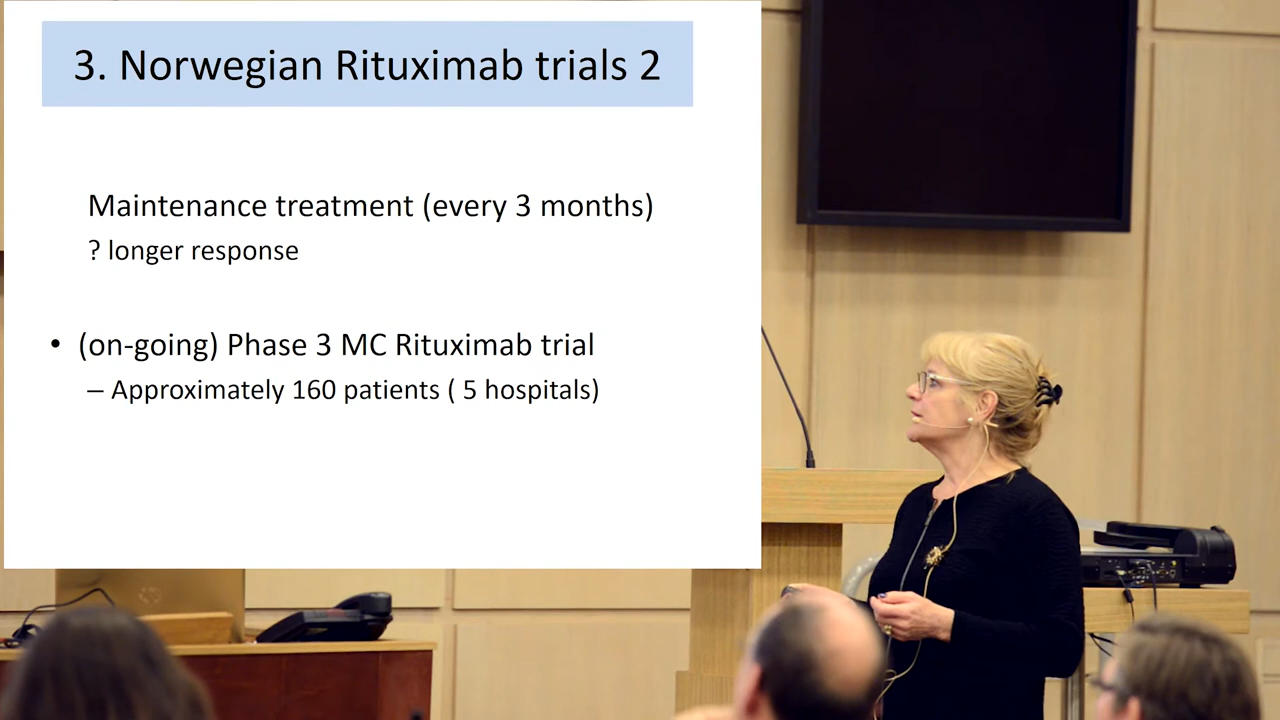 3. Norwegian Rituximab trials 2
Maintenance treatment (every 3 months)
? longer response
• (on-going) Phase 3 MC Rituximab trial
– Approximately 160 patients ( 5 hospitals)